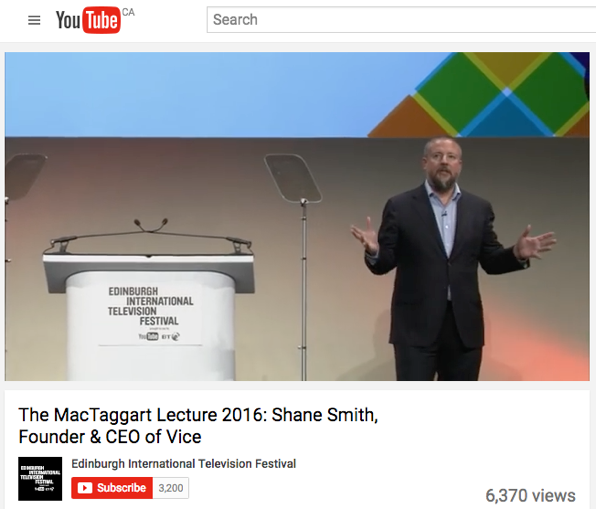 YouTube CA
Search
EDINBURGH
INTERNATIONAL
TELEVISION
FESTIVAL
YouTube BT
The MacTaggart Lecture 2016: Shane Smith,
Founder & CEO of Vice
EDINBURGH
INTERNATIONAL
TELEVISION
FESTIVAL
Edinburgh International Television Festival
Subscribe 3,200
6,370 views